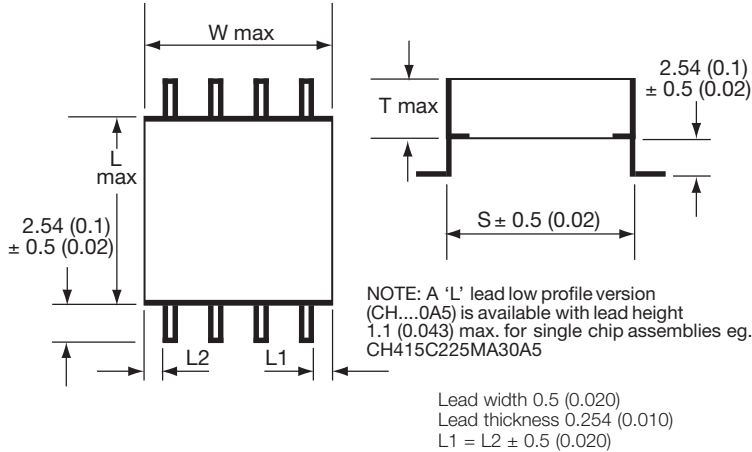 W max
2.54 (0.1)
± 0.5 (0.02)
T max
L
max
2.54 (0.1)
± 0.5 (0.02)
S ± 0.5 (0.02)
NOTE: A ‘L’ lead low profile version
(CH....0A5) is available with lead height
1.1 (0.043) max. for single chip assemblies eg.
CH415C225MA30A5
L2
L1
Lead width 0.5 (0.020)
Lead thickness 0.254 (0.010)
L1 = L2 ± 0.5 (0.020)